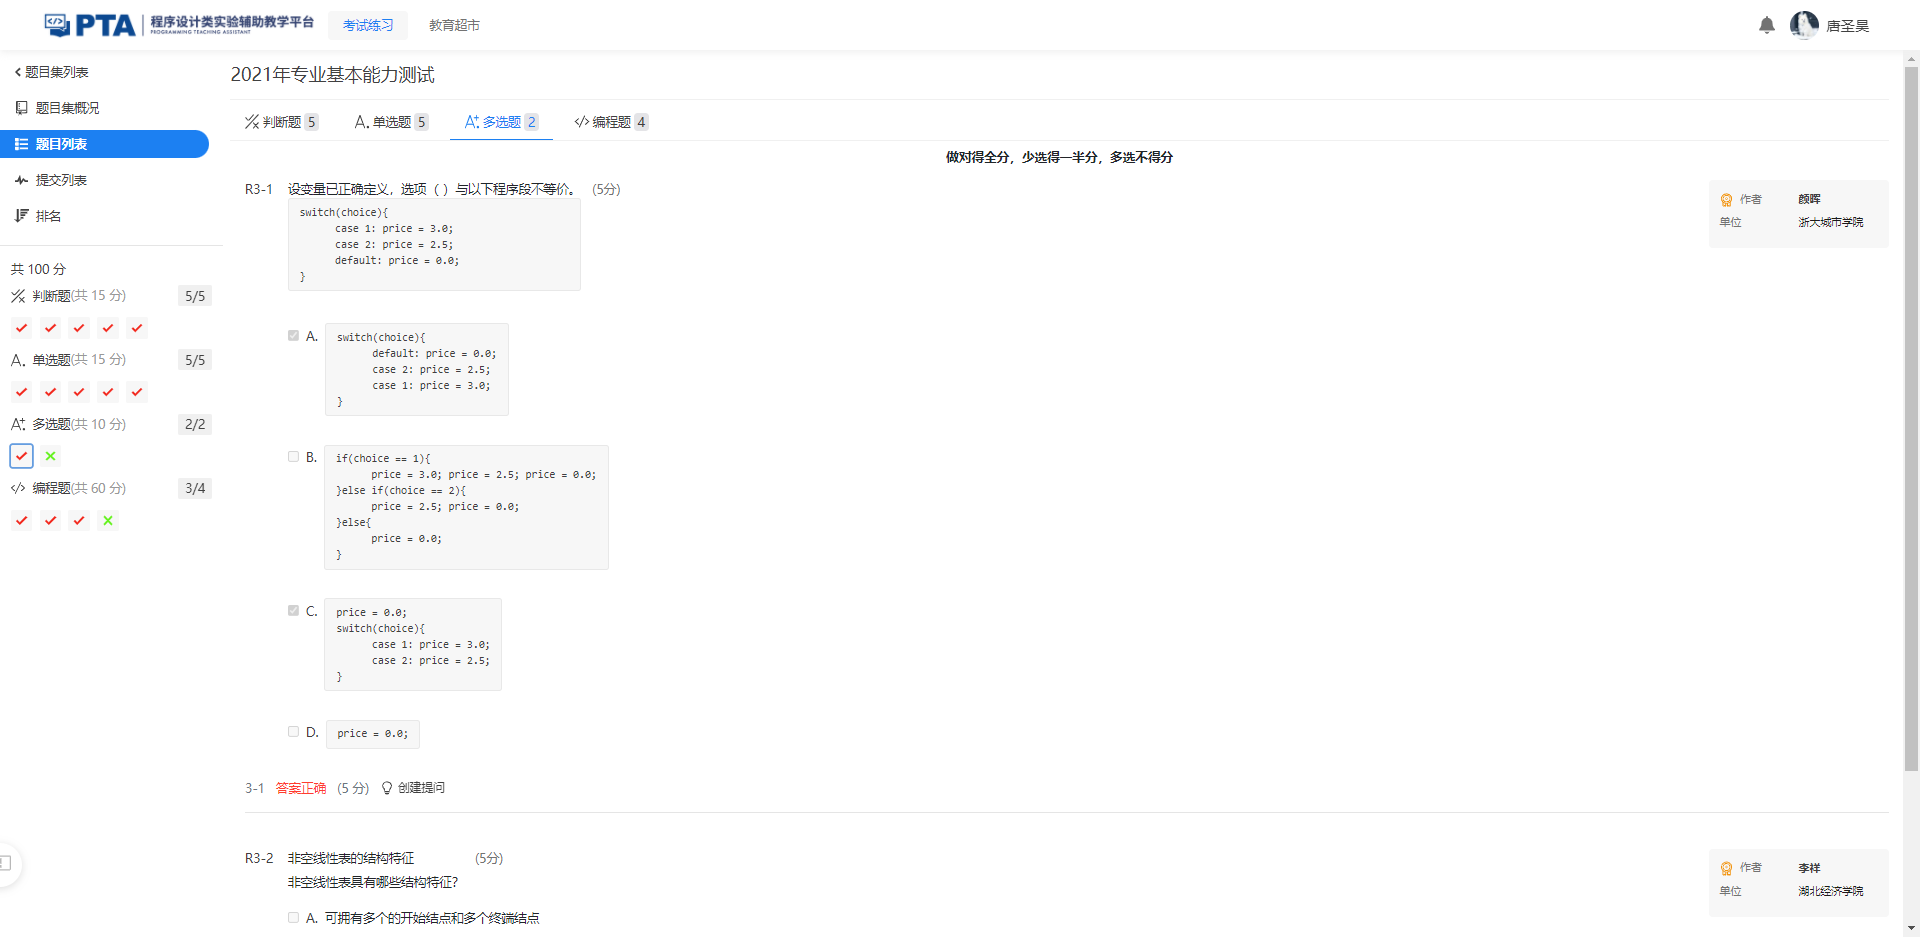 PTA 程序设计类实验辅助教学平台
PROGRAMMING TEACHING ASSISTANT
考试练习
教育超市
唐圣昊
题目集列表
题目集概况
题目列表
提交列表
排名
共 100 分
判断题(共 15 分) 5/5
单选题(共 15 分) 5/5
多选题(共 10 分) 2/2
编程题(共 60 分) 3/4
2021年专业基本能力测试
判断题 5
单选题 5
多选题 2
编程题 4
做对得全分，少选得一半分，多选不得分
R3-1 设变量已正确定义，选项（ ）与以下程序段不等价。 (5分)
switch(choice){
case 1: price = 3.0;
case 2: price = 2.5;
default: price = 0.0;
}
作者 颜晖
单位 浙大城市学院
A. switch(choice){
default: price = 0.0;
case 2: price = 2.5;
case 1: price = 3.0;
}
B. if(choice == 1){
price = 3.0; price = 2.5; price = 0.0;
}else if(choice == 2){
price = 2.5; price = 0.0;
}else{
price = 0.0;
}
C. price = 0.0;
switch(choice){
case 1: price = 3.0;
case 2: price = 2.5;
}
D. price = 0.0;
3-1 答案正确 (5 分) 创建提问
R3-2 非空线性表的结构特征 (5分)
非空线性表具有哪些结构特征?
作者 李祥
单位 湖北经济学院
A. 可拥有多个的开始结点和多个终端结点